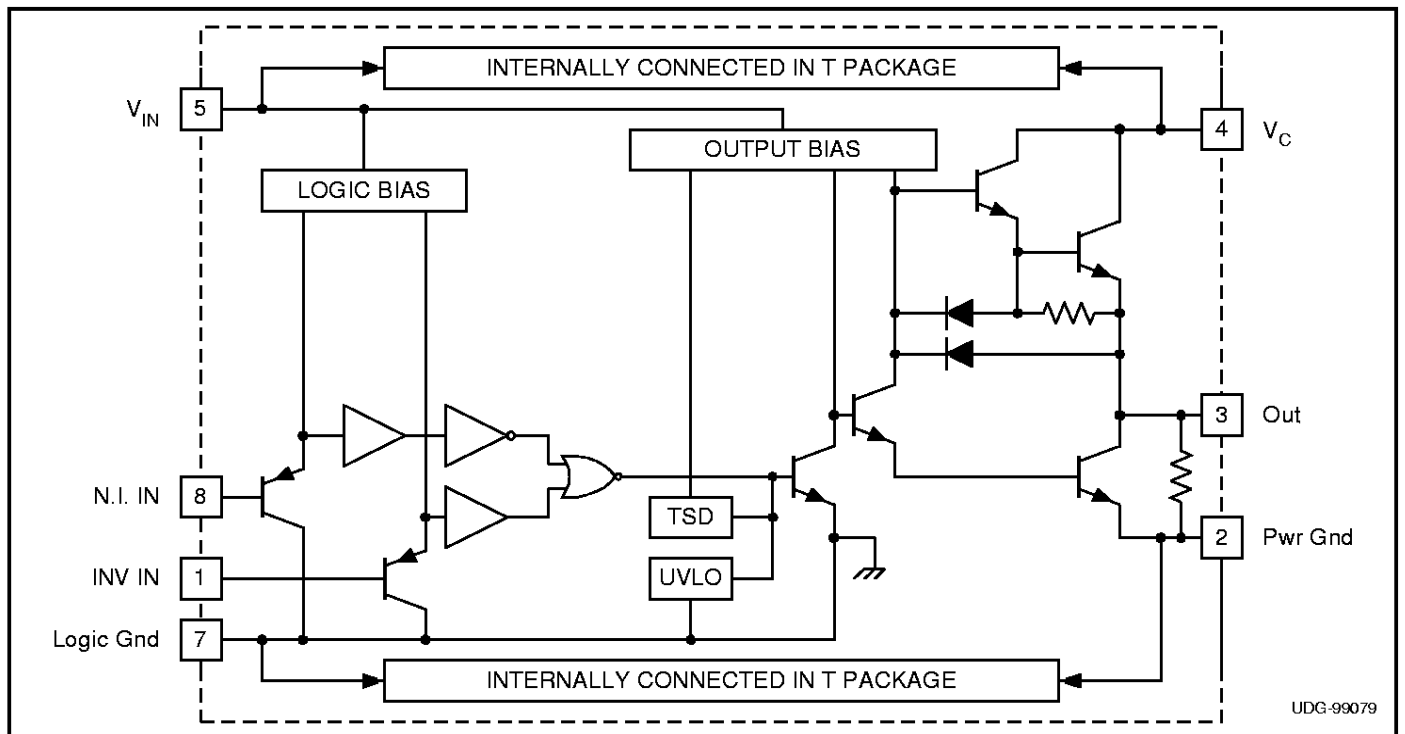 INTERNALLY CONNECTED IN T PACKAGE
V_IN 5
4 V_C
OUTPUT BIAS
LOGIC BIAS
3 Out
N.I. IN 8
TSD
2 Pwr Gnd
INV IN 1
UVLO
Logic Gnd 7
INTERNALLY CONNECTED IN T PACKAGE
UDG-99079